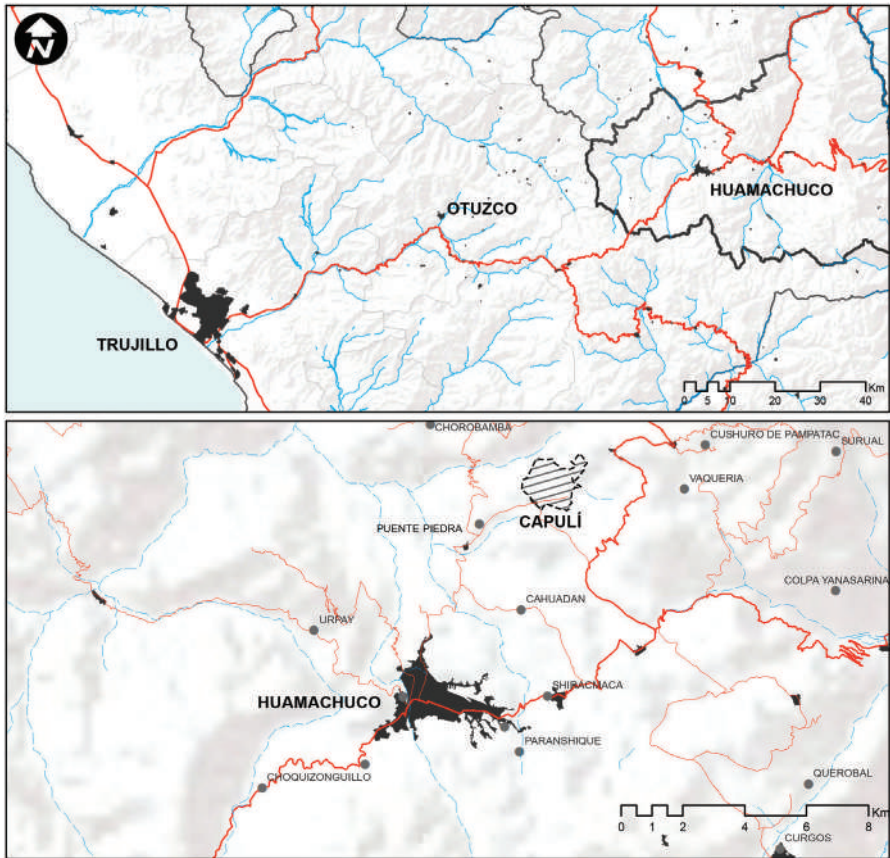 N
HUAMACHUCO
OTUZCO
TRUJILLO
Km
0 5 10 20 30 40
CHOROBAMBA
CUSHURO DE PAMPATAC
SURUAL
VAQUERIA
CAPULÍ
PUENTE PIEDRA
COLPA YANASARINA
CAHUADAN
URPAY
HUAMACHUCO
SHIRACMACA
PARANSHIQUE
CHOQUIZONGUILLO
QUEROBAL
Km
0 1 2 4 6 8
CURGOS